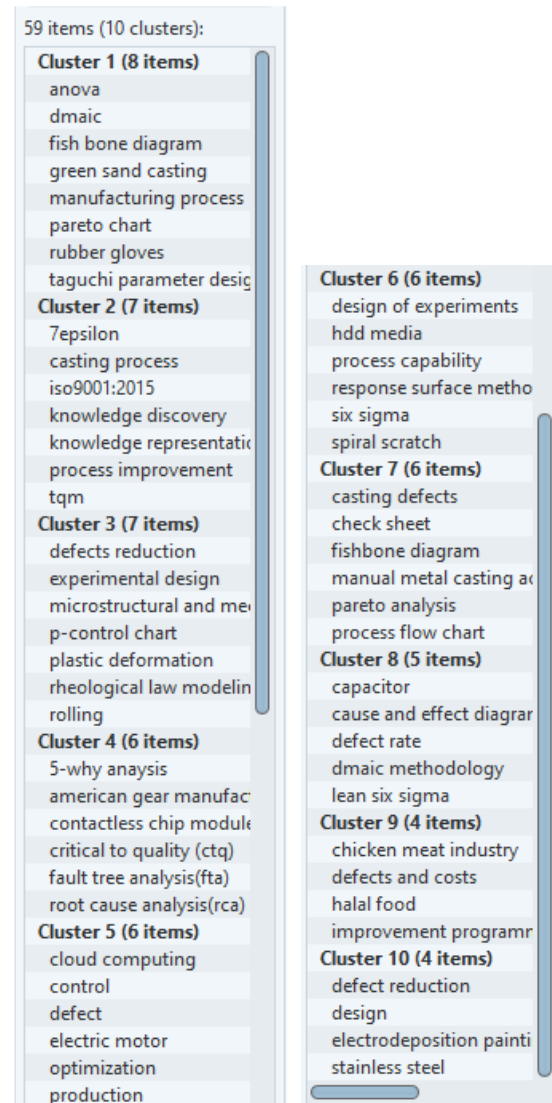 59 items (10 clusters):
Cluster 1 (8 items)
anova
dmaic
fish bone diagram
green sand casting
manufacturing process
pareto chart
rubber gloves
taguchi parameter desig
Cluster 2 (7 items)
7epsilon
casting process
iso9001:2015
knowledge discovery
knowledge representatio
process improvement
tqm
Cluster 3 (7 items)
defects reduction
experimental design
microstructural and me
p-control chart
plastic deformation
rheological law modelin
rolling
Cluster 4 (6 items)
5-why anaysis
american gear manufac
contactless chip module
critical to quality (ctq)
fault tree analysis(fta)
root cause analysis(rca)
Cluster 5 (6 items)
cloud computing
control
defect
electric motor
optimization
production
Cluster 6 (6 items)
design of experiments
hdd media
process capability
response surface metho
six sigma
spiral scratch
Cluster 7 (6 items)
casting defects
check sheet
fishbone diagram
manual metal casting ac
pareto analysis
process flow chart
Cluster 8 (5 items)
capacitor
cause and effect diagrar
defect rate
dmaic methodology
lean six sigma
Cluster 9 (4 items)
chicken meat industry
defects and costs
halal food
improvement programr
Cluster 10 (4 items)
defect reduction
design
electrodeposition painti
stainless steel